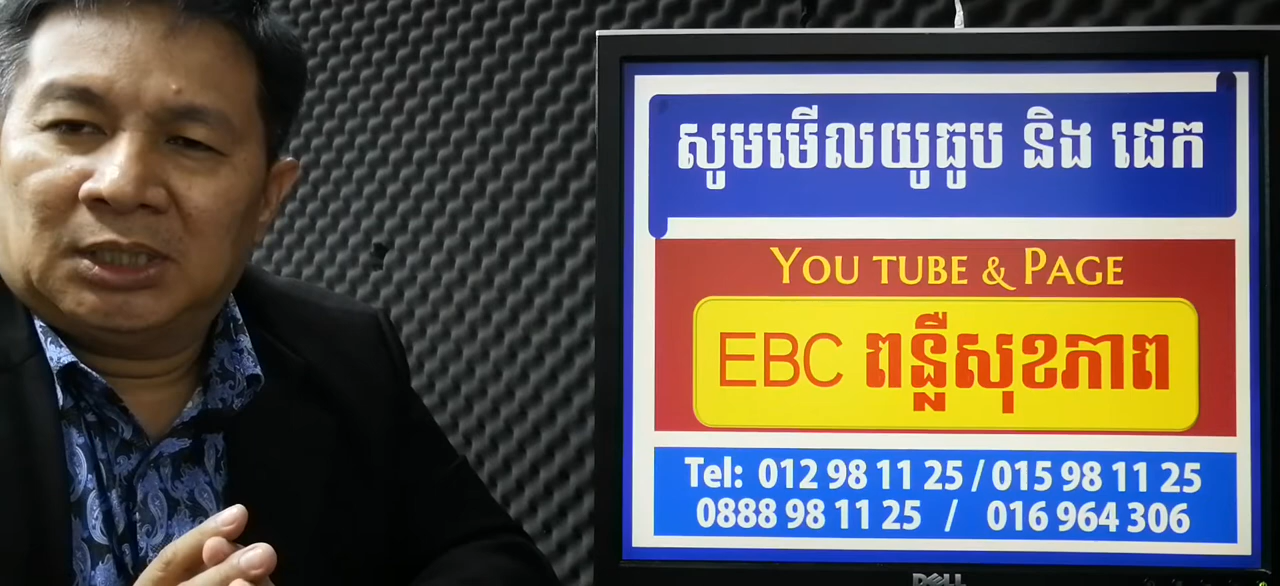 សូមមើលយូធូប និង ផេក
YOU TUBE & PAGE
EBC ពន្លឺសុខភាព
Tel: 012 98 11 25 / 015 98 11 25
0888 98 11 25 / 016 964 306
DELL